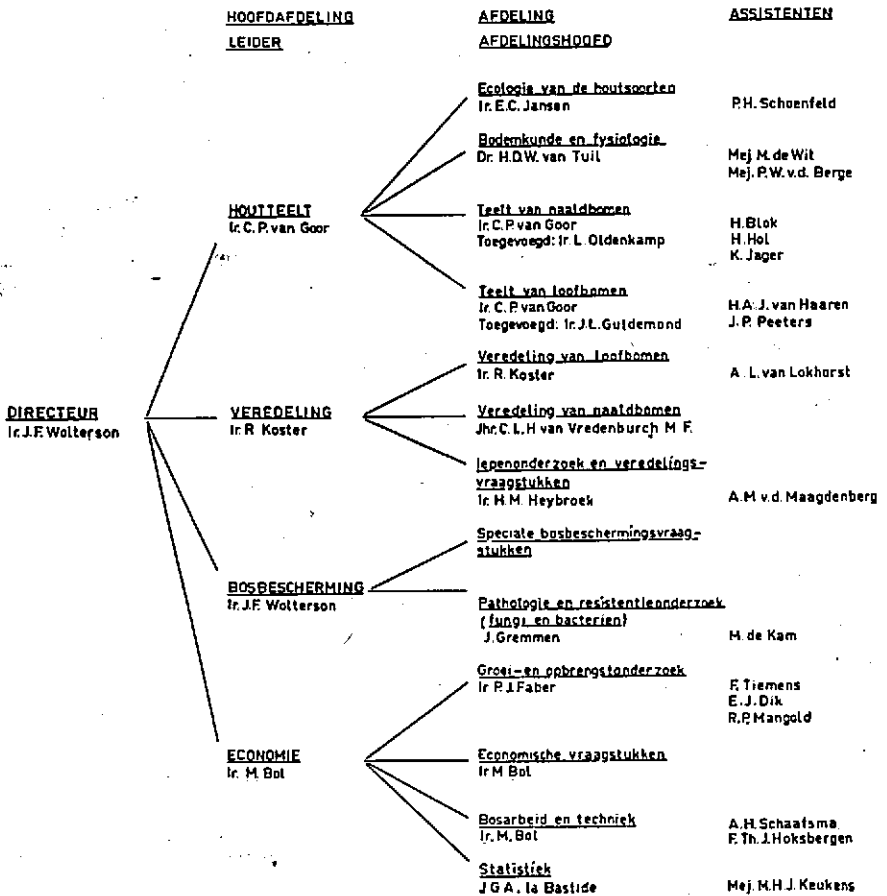 HOOFDAFDELING
LEIDER
AFDELING
AFDELINGSHOOFD
ASSISTENTEN
DIRECTEUR
Ir. J.F. Wolterson
HOUTTEELT
Ir. C.P. van Goor
Ecologie van de houtsoorten
Ir. E.C. Jansen
P.H. Schoenfeld
Bodemkunde en fysiologie
Dr. H.D.W. van Tuil
Mej. M. de Wit
Mej. P.W. v.d. Berge
Teelt van naaldbomen
Ir. C.P. van Goor
Toegevoegd: Ir. L. Oldenkamp
H. Blok
H. Hol
K. Jager
Teelt van loofbomen
Ir. C.P. van Goor
Toegevoegd: Ir. J.L. Guldemond
H.A.J. van Haaren
J.P. Peeters
VEREDELING
Ir. R. Koster
Veredeling van loofbomen
Ir. R. Koster
A.L. van Lokhorst
Veredeling van naaldbomen
Jhr. C.L.H van Vredenburch M F.
Iepenonderzoek en veredelings-
vraagstukken
Ir. H.M. Heybroek
A.M v.d. Maagdenberg
BOSBESCHERMING
Ir. J.F. Wolterson
Speciale bosbeschermingsvraag-
stukken
Pathologie en resistentieonderzoek
(fungi en bacterien)
J. Gremmen
M. de Kam
ECONOMIE
Ir. M. Bol
Groei- en opbrengstonderzoek
Ir P.J. Faber
F. Tiemens
E.J. Dik
R.P. Mangold
Economische vraagstukken
Ir M Bol
Bosarbeid en techniek
Ir. M. Bol
A.H. Schaafsma
F. Th. J. Hoksbergen
Statistiek
J G A. la Bastide
Mej. M.H.J. Keukens